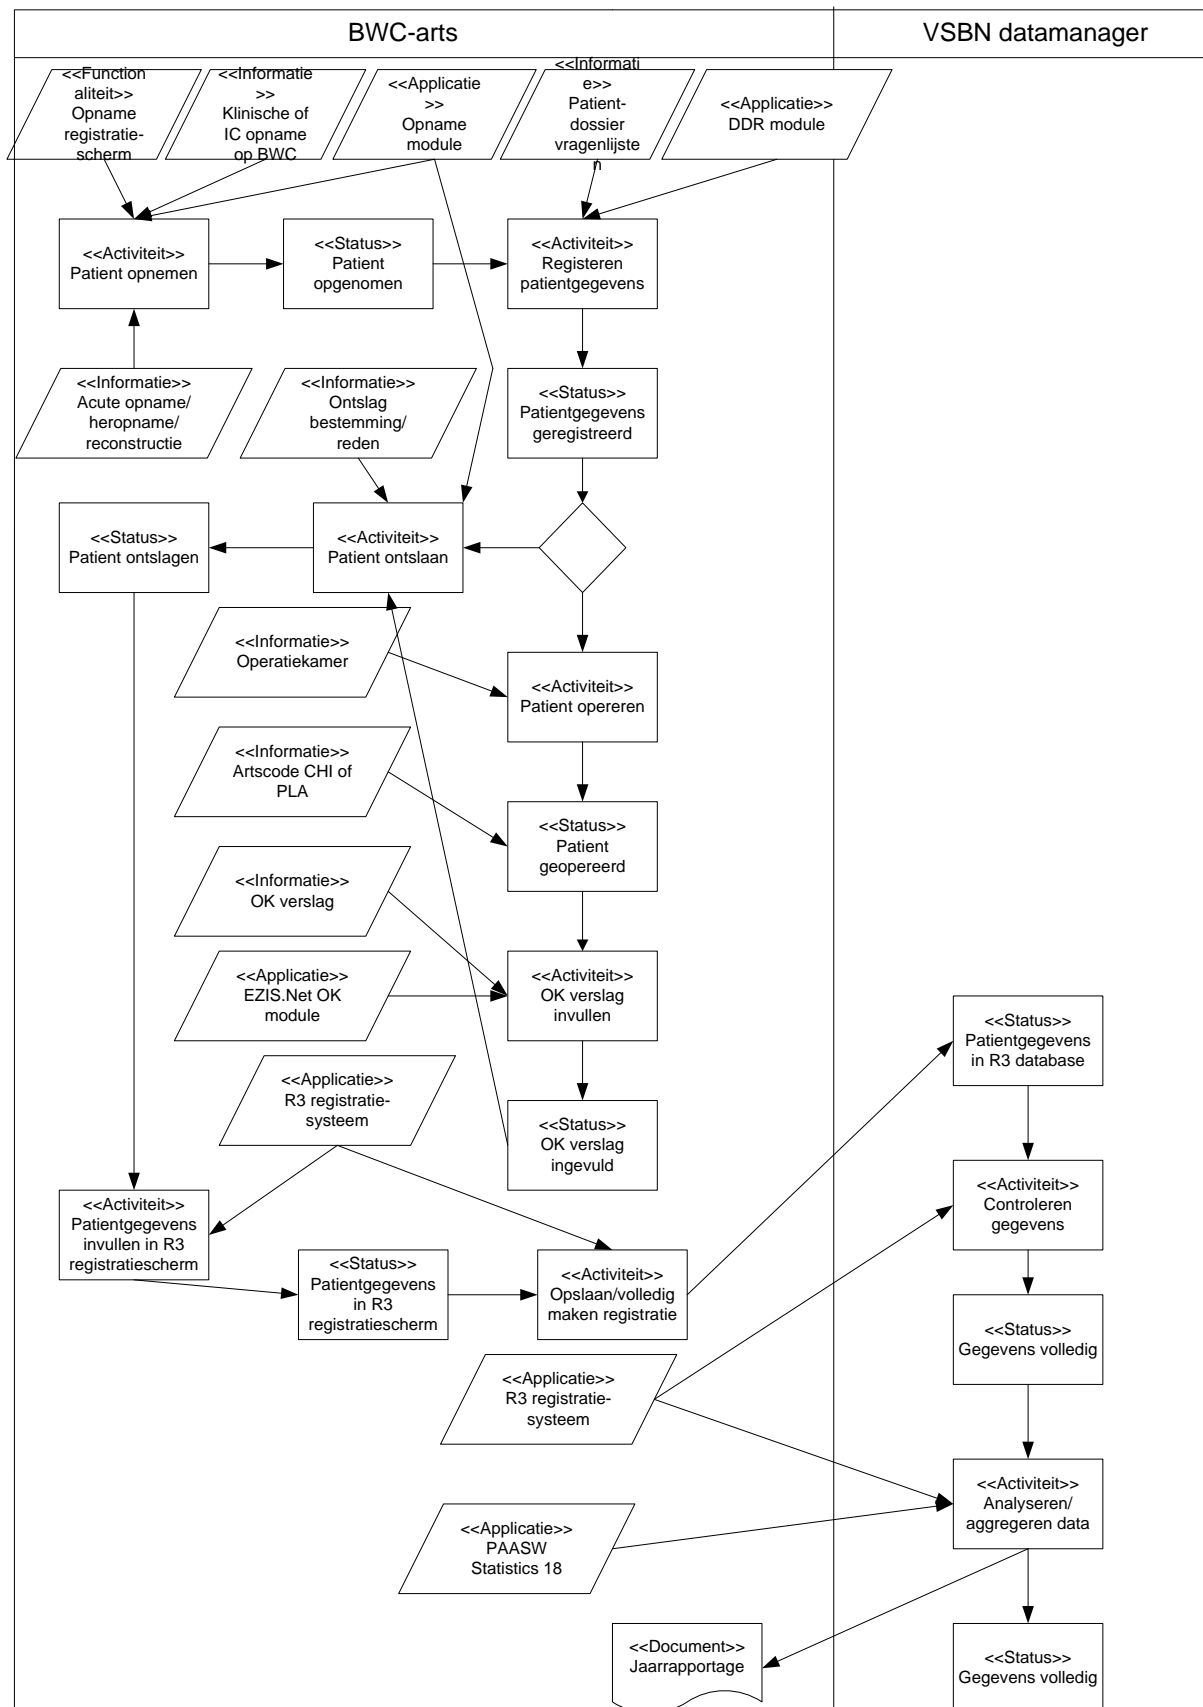 BWC-arts
VSBN datamanager
<<Function
aliteit>>
Opname
registratie-
scherm
<<Informatie
>>
Klinische of
IC opname
op BWC
<<Applicatie
>>
Opname
module
<<Informati
e>>
Patient-
dossier
vragenlijste
n
<<Applicatie>>
DDR module
<<Activiteit>>
Patient opnemen
<<Status>>
Patient
opgenomen
<<Activiteit>>
Registeren
patientgegevens
<<Informatie>>
Acute opname/
heropname/
reconstructie
<<Informatie>>
Ontslag
bestemming/
reden
<<Status>>
Patientgegevens
geregistreerd
<<Status>>
Patient ontslagen
<<Activiteit>>
Patient ontslaan
<<Informatie>>
Operatiekamer
<<Activiteit>>
Patient opereren
<<Informatie>>
Artscode CHI of
PLA
<<Status>>
Patient
geopereerd
<<Informatie>>
OK verslag
<<Applicatie>>
EZIS.Net OK
module
<<Activiteit>>
OK verslag
invullen
<<Status>>
Patientgegevens
in R3 database
<<Applicatie>>
R3 registratie-
systeem
<<Status>>
OK verslag
ingevuld
<<Activiteit>>
Controleren
gegevens
<<Activiteit>>
Patientgegevens
invullen in R3
registratiescherm
<<Status>>
Patientgegevens
in R3
registratiescherm
<<Activiteit>>
Opslaan/volledig
maken registratie
<<Status>>
Gegevens volledig
<<Applicatie>>
R3 registratie-
systeem
<<Activiteit>>
Analyseren/
aggregeren data
<<Applicatie>>
PAASW
Statistics 18
<<Document>>
Jaarrapportage
<<Status>>
Gegevens volledig